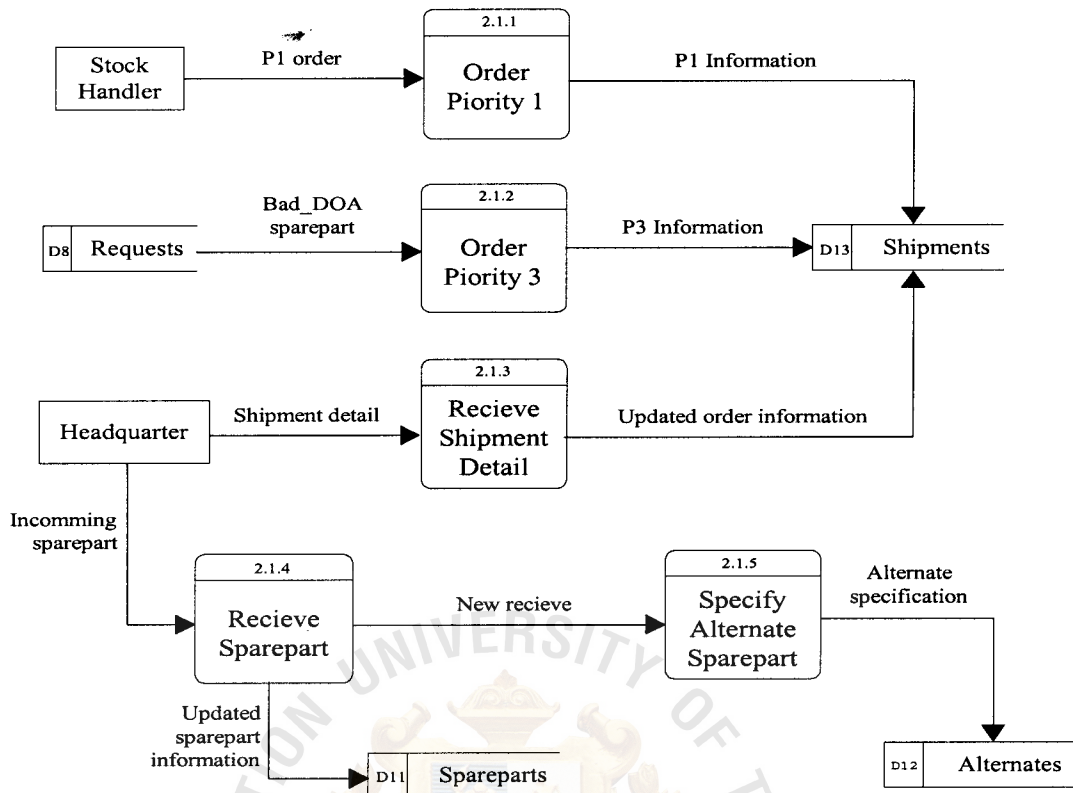 2.1.1
P1 order
P1 Information
Stock
Handler
Order
Piority 1
2.1.2
Bad_DOA
sparepart
P3 Information
D8 Requests
Order
Piority 3
D13 Shipments
2.1.3
Shipment detail
Updated order information
Headquarter
Recieve
Shipment
Detail
Incomming
sparepart
2.1.4
2.1.5
Alternate
specification
New recieve
Recieve
Sparepart
Specify
Alternate
Sparepart
Updated
sparepart
information
D11 Spareparts
D12 Alternates
UNIVERSITY OF